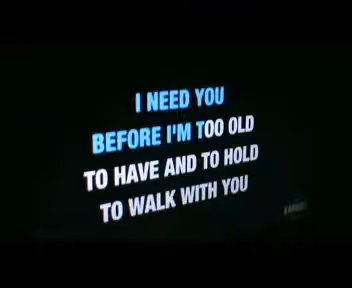 I NEED YOU
BEFORE I'M TOO OLD
TO HAVE AND TO HOLD
TO WALK WITH YOU